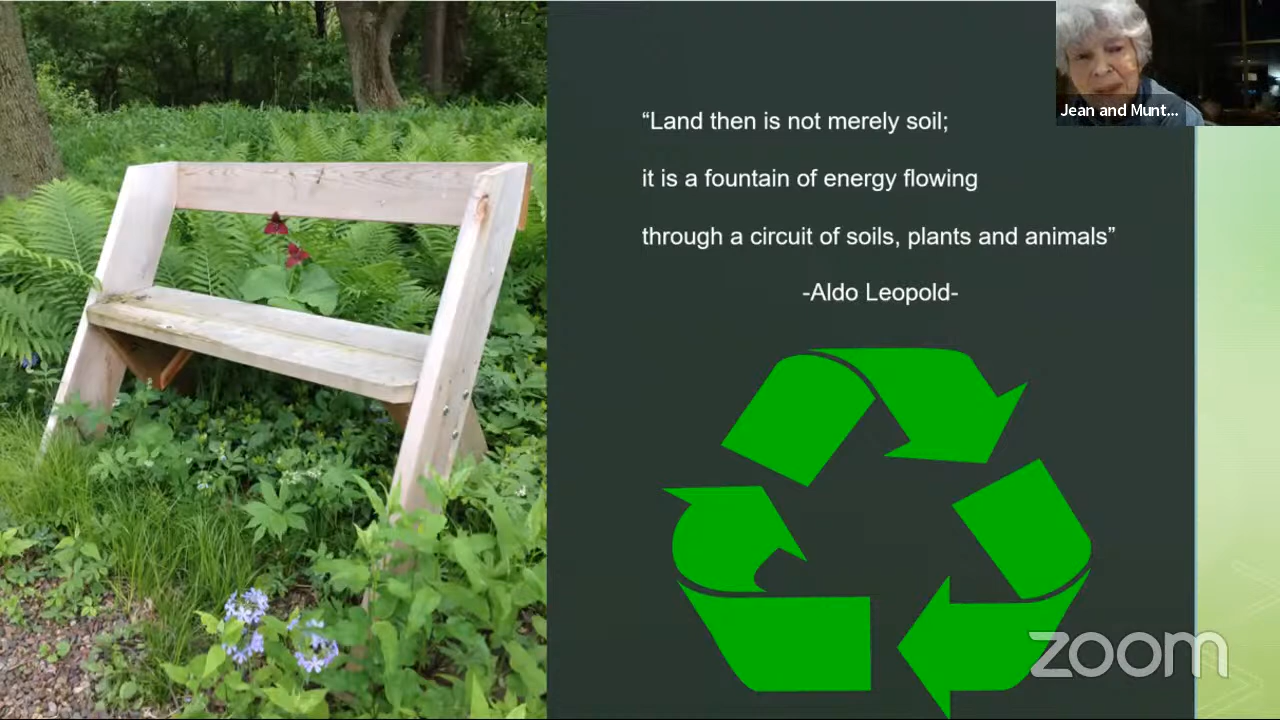 “Land then is not merely soil;
it is a fountain of energy flowing
through a circuit of soils, plants and animals”
-Aldo Leopold-
Jean and Munt...
zoom